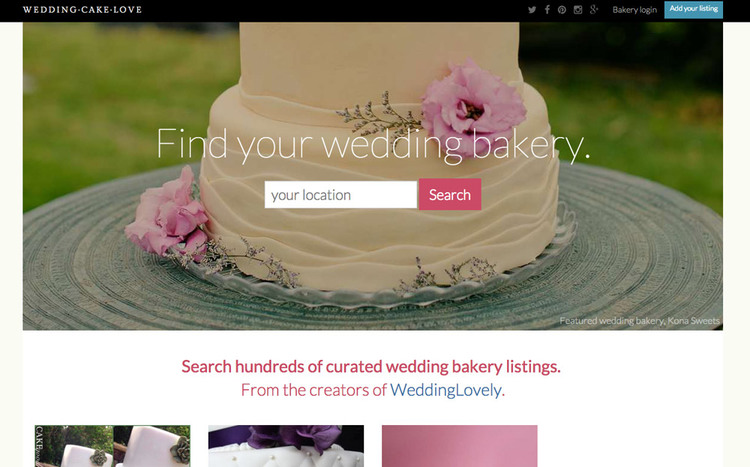 WEDDING·CAKE·LOVE
Bakery login
Add your listing
Find your wedding bakery.
your location
Search
Featured wedding bakery, Kona Sweets
Search hundreds of curated wedding bakery listings.
From the creators of WeddingLovely.
CAKE